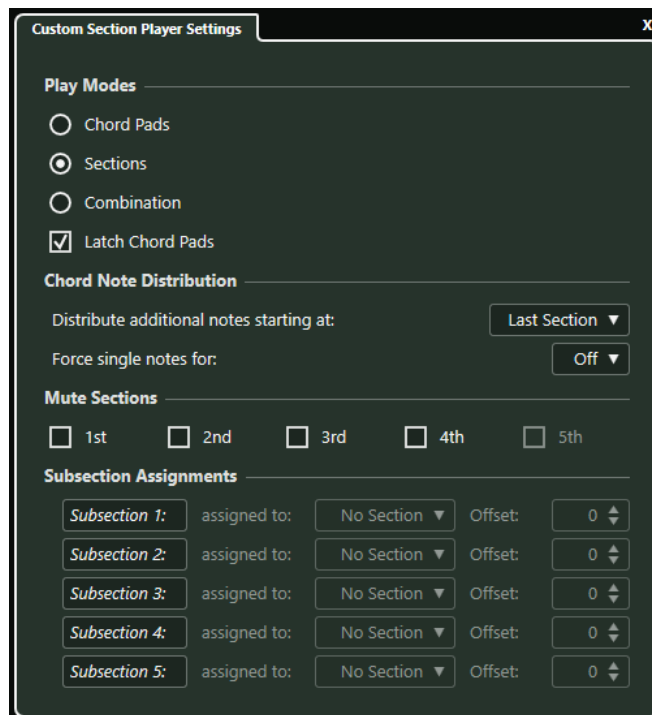 Custom Section Player Settings X
Play Modes
Chord Pads
Sections
Combination
Latch Chord Pads
Chord Note Distribution
Distribute additional notes starting at: Last Section
Force single notes for: Off
Mute Sections
1st 2nd 3rd 4th 5th
Subsection Assignments
Subsection 1: assigned to: No Section Offset: 0
Subsection 2: assigned to: No Section Offset: 0
Subsection 3: assigned to: No Section Offset: 0
Subsection 4: assigned to: No Section Offset: 0
Subsection 5: assigned to: No Section Offset: 0